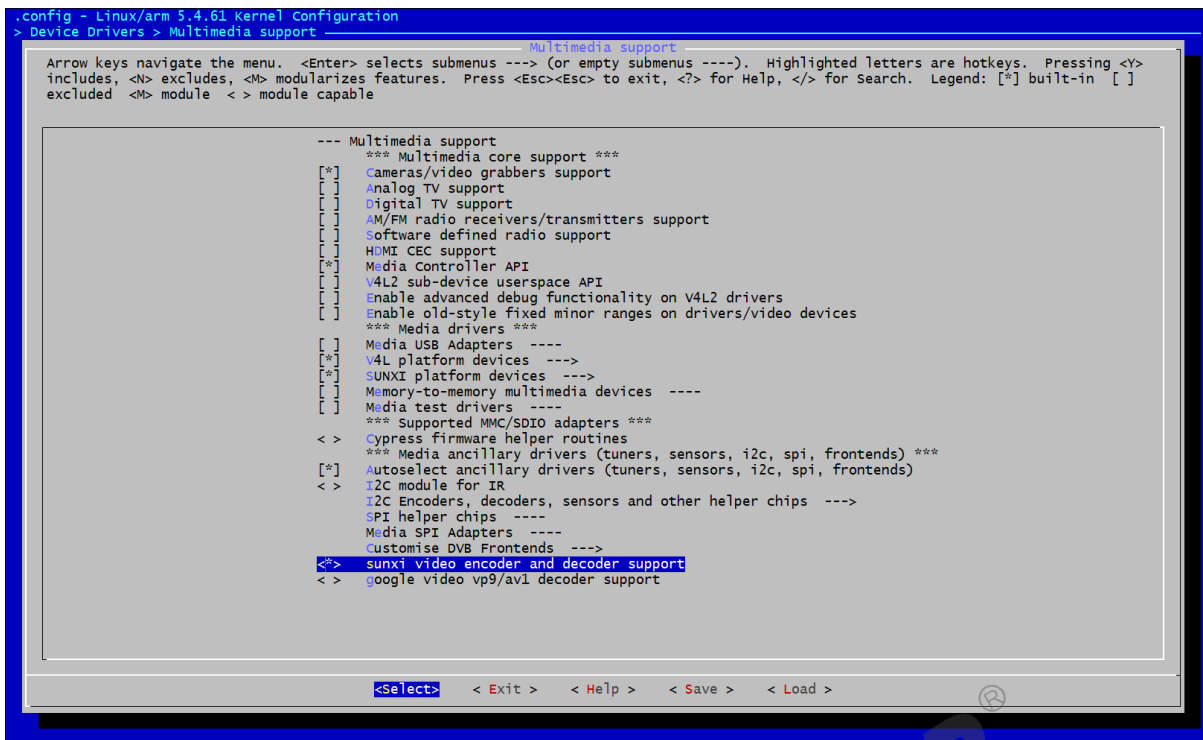 .config - Linux/arm 5.4.61 Kernel Configuration
> Device Drivers > Multimedia support
Multimedia support
Arrow keys navigate the menu. <Enter> selects submenus ---> (or empty submenus ----). Highlighted letters are hotkeys. Pressing <Y>
includes, <N> excludes, <M> modularizes features. Press <Esc><Esc> to exit, <?> for Help, </> for Search. Legend: [*] built-in [ ]
excluded <M> module < > module capable
--- Multimedia support
*** Multimedia core support ***
[*] Cameras/video grabbers support
[ ] Analog TV support
[ ] Digital TV support
[ ] AM/FM radio receivers/transmitters support
[ ] Software defined radio support
[ ] HDMI CEC support
[*] Media Controller API
[ ] V4L2 sub-device userspace API
[ ] Enable advanced debug functionality on V4L2 drivers
[ ] Enable old-style fixed minor ranges on drivers/video devices
*** Media drivers ***
[ ] Media USB Adapters ----
[*] V4L platform devices --->
[*] SUNXI platform devices --->
[ ] Memory-to-memory multimedia devices ----
[ ] Media test drivers ----
*** Supported MMC/SDIO adapters ***
< > Cypress firmware helper routines
*** Media ancillary drivers (tuners, sensors, i2c, spi, frontends) ***
[*] Autoselect ancillary drivers (tuners, sensors, i2c, spi, frontends)
< > I2C module for IR
I2C Encoders, decoders, sensors and other helper chips --->
SPI helper chips ----
Media SPI Adapters ----
Customise DVB Frontends --->
<*> sunxi video encoder and decoder support
< > google video vp9/av1 decoder support
<Select> < Exit > < Help > < Save > < Load >
®